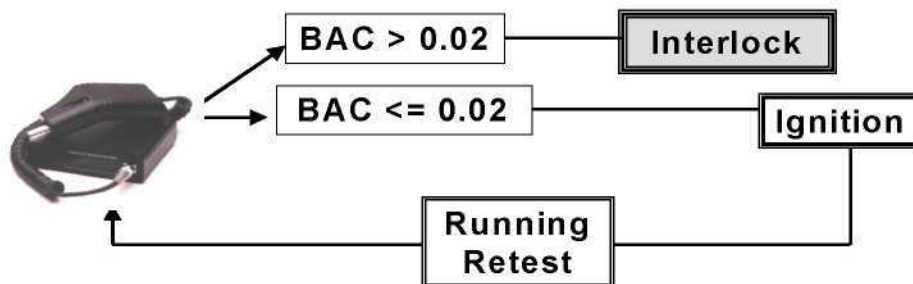 BAC > 0.02
Interlock
BAC <= 0.02
Ignition
Running
Retest